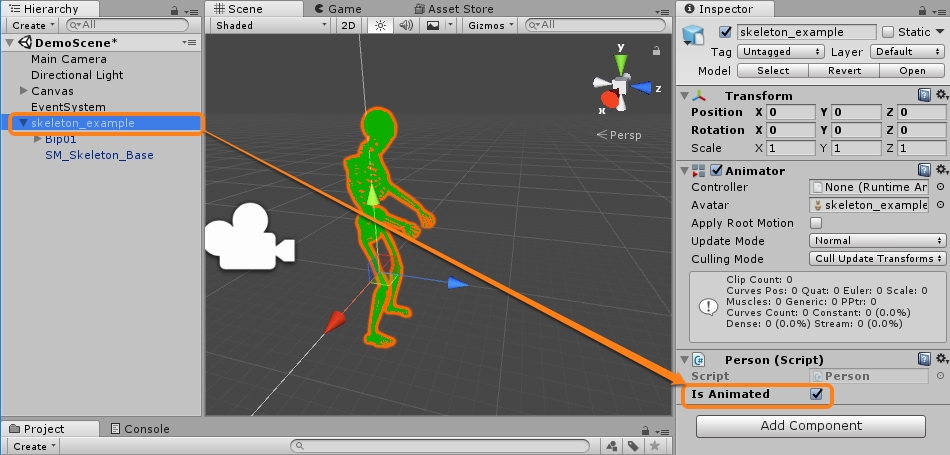 Hierarchy
Create
All
DemoScene*
Main Camera
Directional Light
Canvas
EventSystem
skeleton_example
Bip01
SM_Skeleton_Base
Scene
Game
Asset Store
Shaded
2D
Gizmos
All
y
z
x
Persp
Inspector
skeleton_example
Static
Tag
Untagged
Layer
Default
Model
Select
Revert
Open
Transform
Position X 0 Y 0 Z 0
Rotation X 0 Y 0 Z 0
Scale X 1 Y 1 Z 1
Animator
Controller
None (Runtime Ar
Avatar
skeleton_example
Apply Root Motion
Update Mode
Normal
Culling Mode
Cull Update Transforms
Clip Count: 0
Curves Pos: 0 Quat: 0 Euler: 0 Scale: 0
Muscles: 0 Generic: 0 PPtr: 0
Curves Count: 0 Constant: 0 (0.0%)
Dense: 0 (0.0%) Stream: 0 (0.0%)
Person (Script)
Script
Person
Is Animated
Add Component
Project
Console
Create